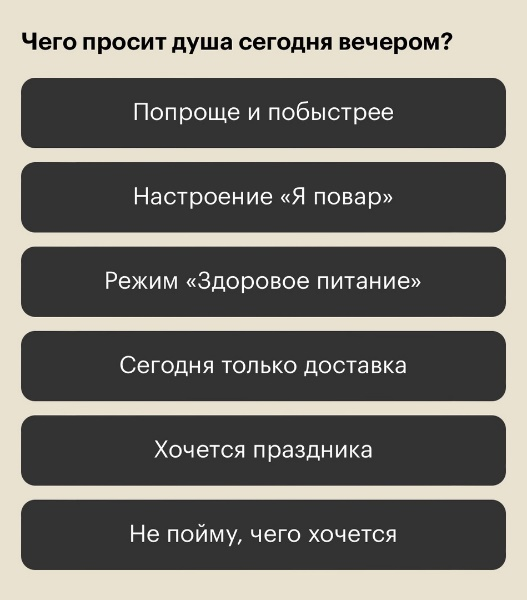 Чего просит душа сегодня вечером?
Попроще и побыстрее
Настроение «Я повар»
Режим «Здоровое питание»
Сегодня только доставка
Хочется праздника
Не пойму, чего хочется